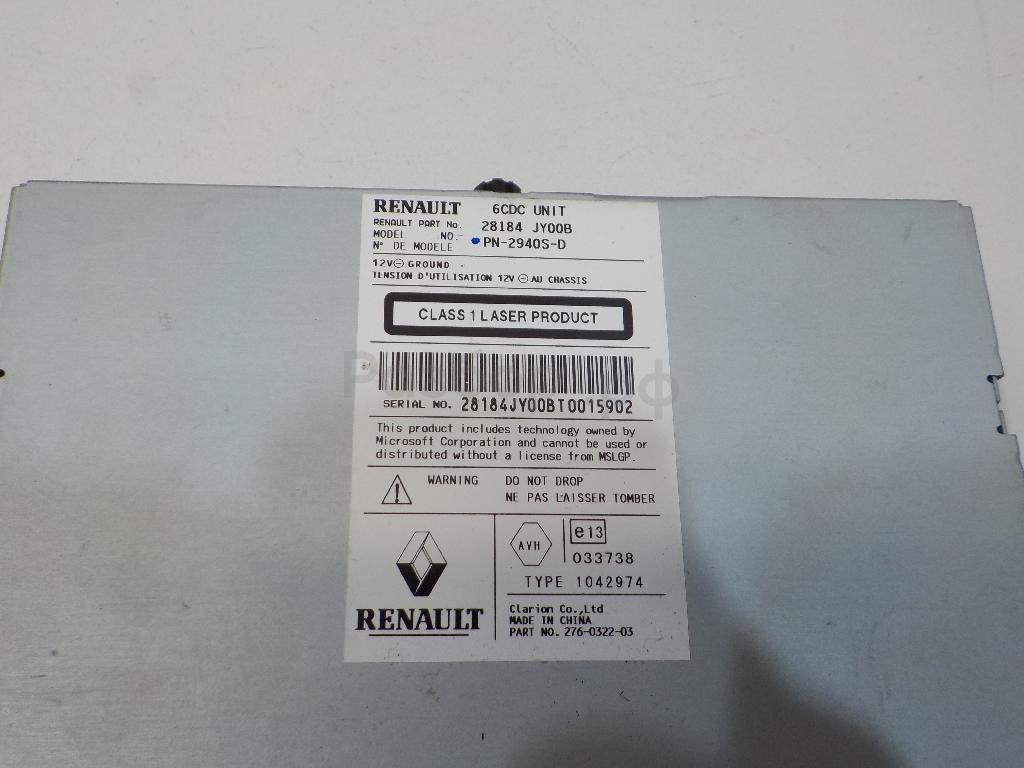 RENAULT 6CDC UNIT
RENAULT PART No. 28184 JY00B
MODEL NO.
N° DE MODELE PN-2940S-D
12V⊖ GROUND
TENSION D'UTILISATION 12V ⊖ AU CHASSIS
CLASS 1 LASER PRODUCT
SERIAL NO. 28184JY00BT0015902
This product includes technology owned by
Microsoft Corporation and cannot be used or
distributed without a license from MSLGP.
WARNING DO NOT DROP
NE PAS LAISSER TOMBER
AVH e13
033738
TYPE 1042974
RENAULT
Clarion Co.,Ltd
MADE IN CHINA
PART NO. 276-0322-03